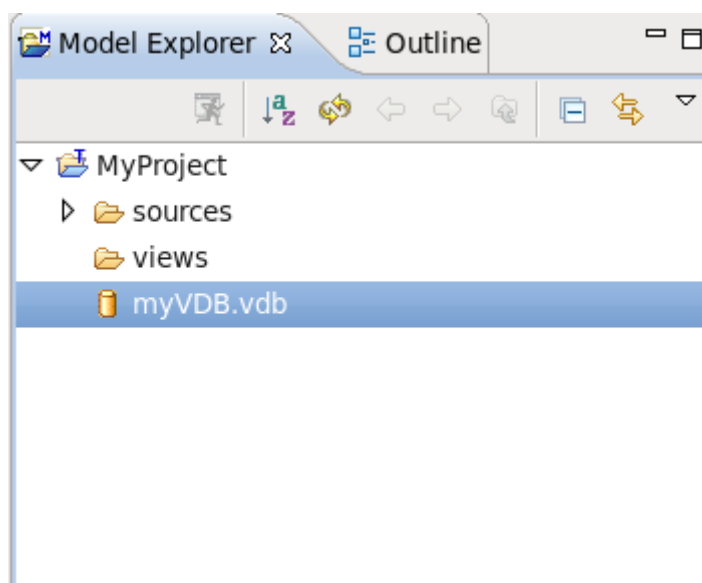 Model Explorer Outline
MyProject
sources
views
myVDB.vdb